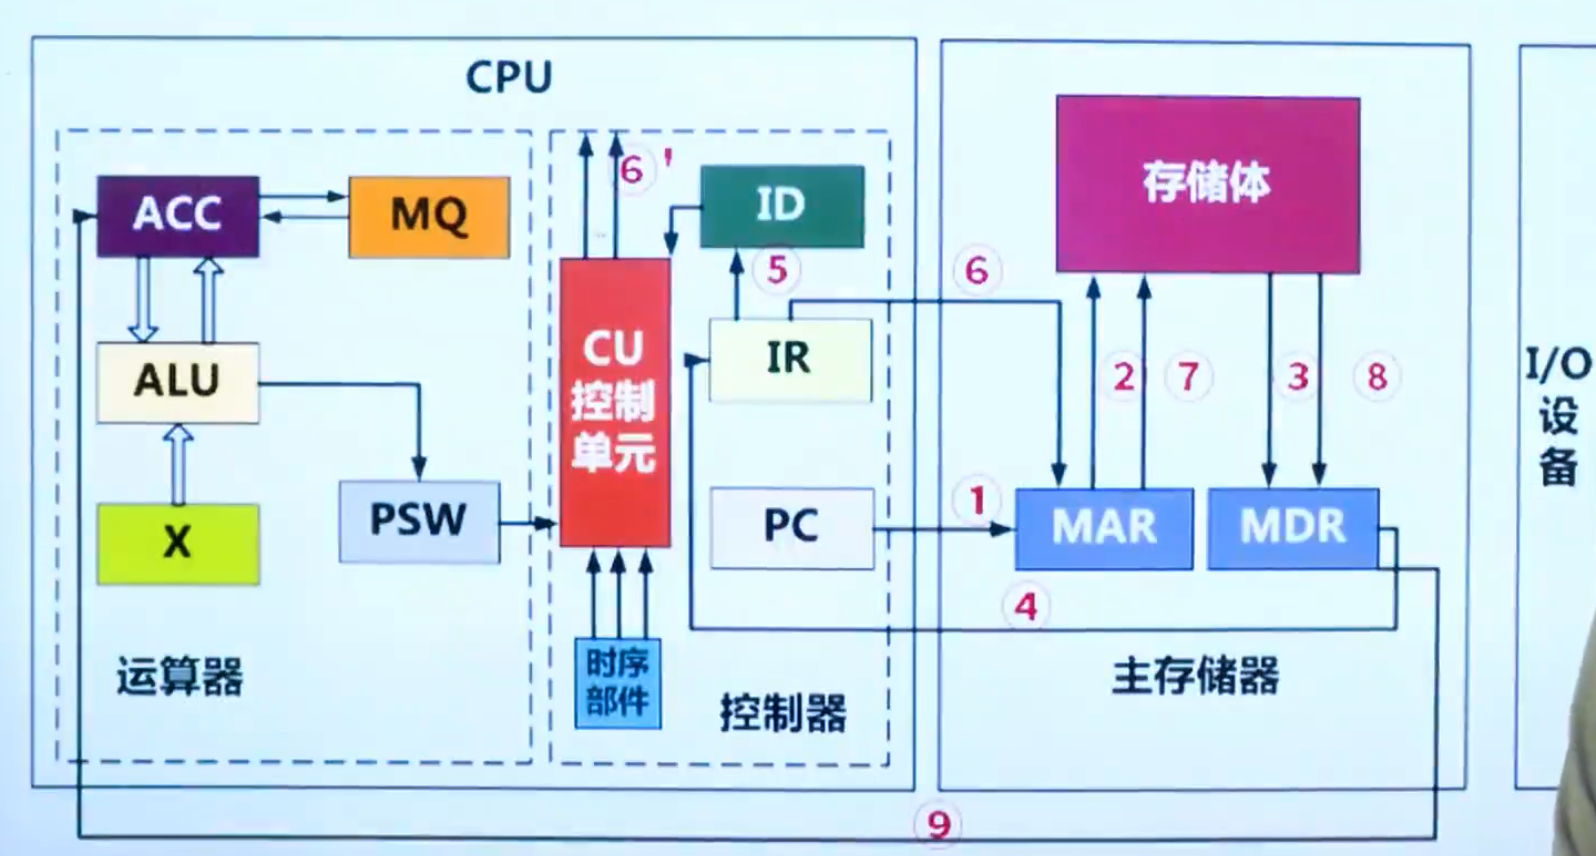 CPU
ACC
MQ
ALU
X
PSW
运算器
⑥'
CU
控制
单元
时序
部件
ID
⑤
IR
PC
控制器
⑥
①
④
⑨
存储体
②
⑦
③
⑧
MAR
MDR
主存储器
I/O
设
备